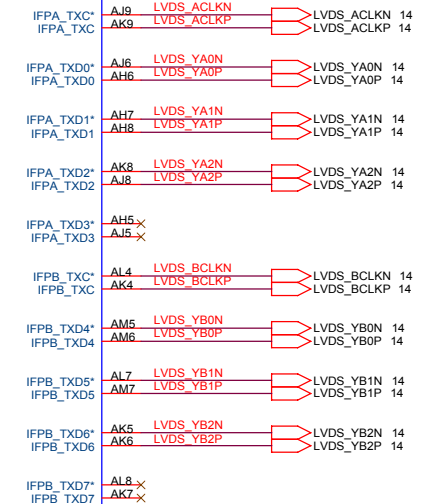 IFPA_TXC* AJ9 LVDS_ACLKN LVDS_ACLKN 14
IFPA_TXC AK9 LVDS_ACLKP LVDS_ACLKP 14
IFPA_TXD0* AJ6 LVDS_YA0N LVDS_YA0N 14
IFPA_TXD0 AH6 LVDS_YA0P LVDS_YA0P 14
IFPA_TXD1* AH7 LVDS_YA1N LVDS_YA1N 14
IFPA_TXD1 AH8 LVDS_YA1P LVDS_YA1P 14
IFPA_TXD2* AK8 LVDS_YA2N LVDS_YA2N 14
IFPA_TXD2 AJ8 LVDS_YA2P LVDS_YA2P 14
IFPA_TXD3* AH5
IFPA_TXD3 AJ5
IFPB_TXC* AL4 LVDS_BCLKN LVDS_BCLKN 14
IFPB_TXC AK4 LVDS_BCLKP LVDS_BCLKP 14
IFPB_TXD4* AM5 LVDS_YB0N LVDS_YB0N 14
IFPB_TXD4 AM6 LVDS_YB0P LVDS_YB0P 14
IFPB_TXD5* AL7 LVDS_YB1N LVDS_YB1N 14
IFPB_TXD5 AM7 LVDS_YB1P LVDS_YB1P 14
IFPB_TXD6* AK5 LVDS_YB2N LVDS_YB2N 14
IFPB_TXD6 AK6 LVDS_YB2P LVDS_YB2P 14
IFPB_TXD7* AL8
IFPB_TXD7 AK7